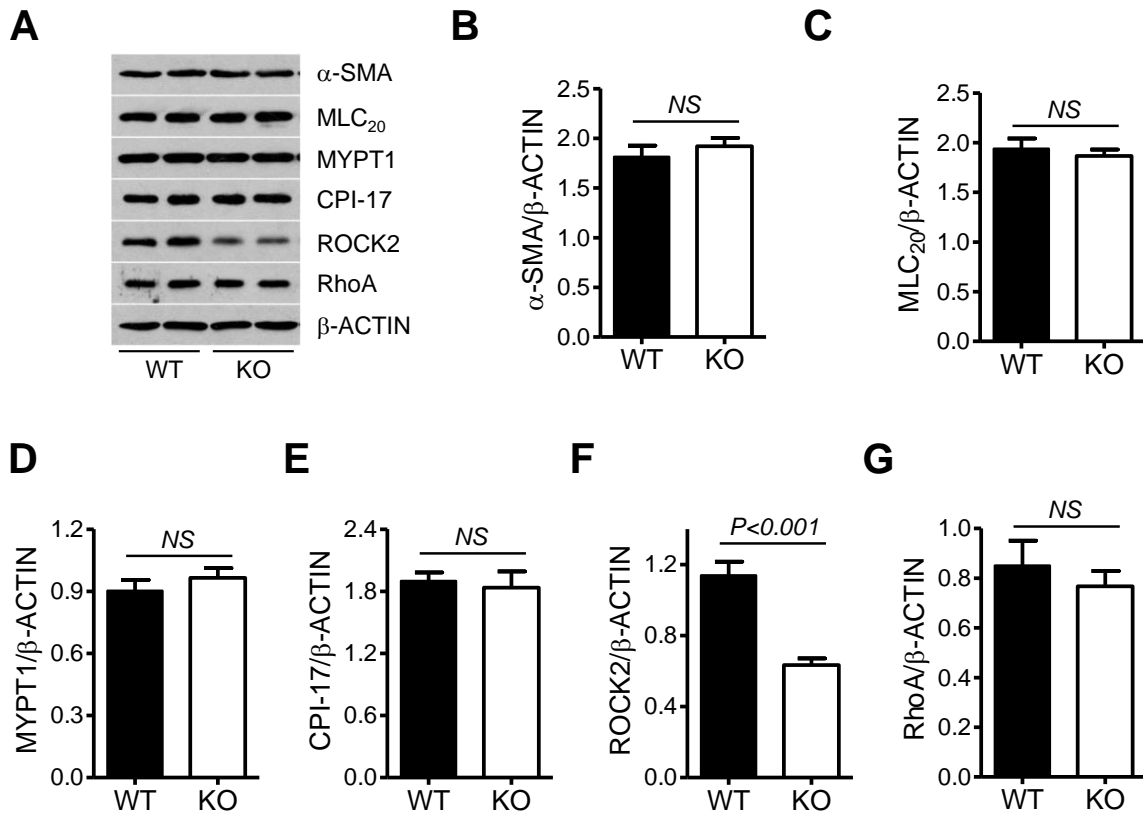 A
α-SMA
MLC20
MYPT1
CPI-17
ROCK2
RhoA
β-ACTIN
WT KO
B
α-SMA/β-ACTIN
2.5
2.0
1.5
1.0
0.5
0.0
NS
WT KO
C
MLC20/β-ACTIN
2.5
2.0
1.5
1.0
0.5
0.0
NS
WT KO
D
MYPT1/β-ACTIN
1.2
0.9
0.6
0.3
0.0
NS
WT KO
E
CPI-17/β-ACTIN
2.4
1.8
1.2
0.6
0.0
NS
WT KO
F
ROCK2/β-ACTIN
1.2
0.8
0.4
0.0
P<0.001
WT KO
G
RhoA/β-ACTIN
1.0
0.8
0.6
0.4
0.2
0.0
NS
WT KO